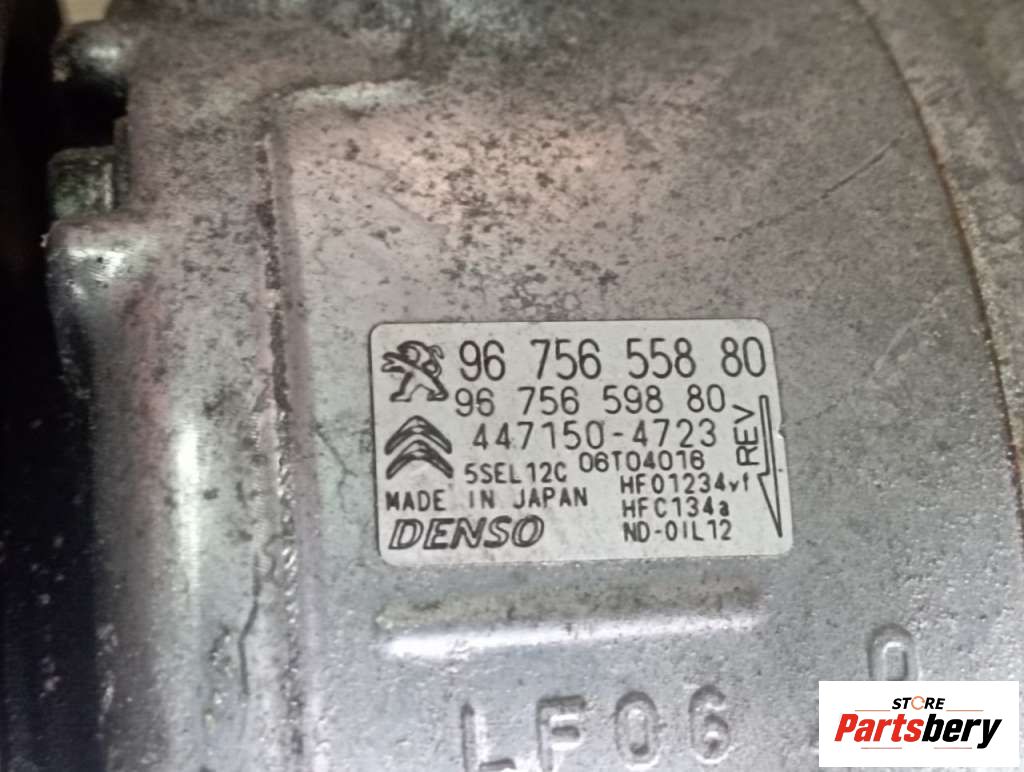 96 756 558 80
96 756 598 80
447150-4723
5SEL12C 06T04016
REV
MADE IN JAPAN
HF01234yf
HFC134a
DENSO
ND-OIL12
LF06
STORE
Partsbery